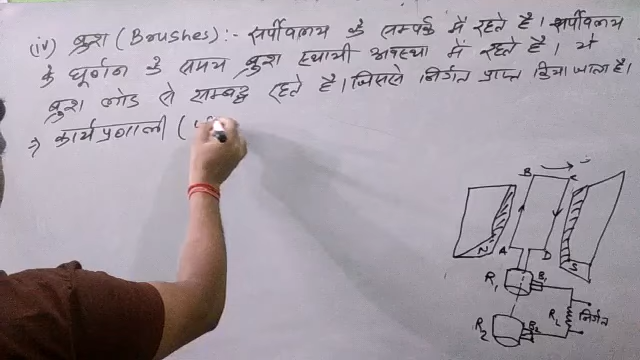 (iv) ब्रुश (Brushes):- सर्पीवलय के सम्पर्क में रहते है। सर्पीवलय
के घूर्णन के समय ब्रुश स्थायी अवस्था में रहते है। ये
ब्रुश लोड से सम्बद्ध रहते है। जिससे निर्गत प्राप्त किया जाता है।
⇒ कार्यप्रणाली (
B C
N A D S
R₁ B₁
R_L निर्गत
R₂ B₂